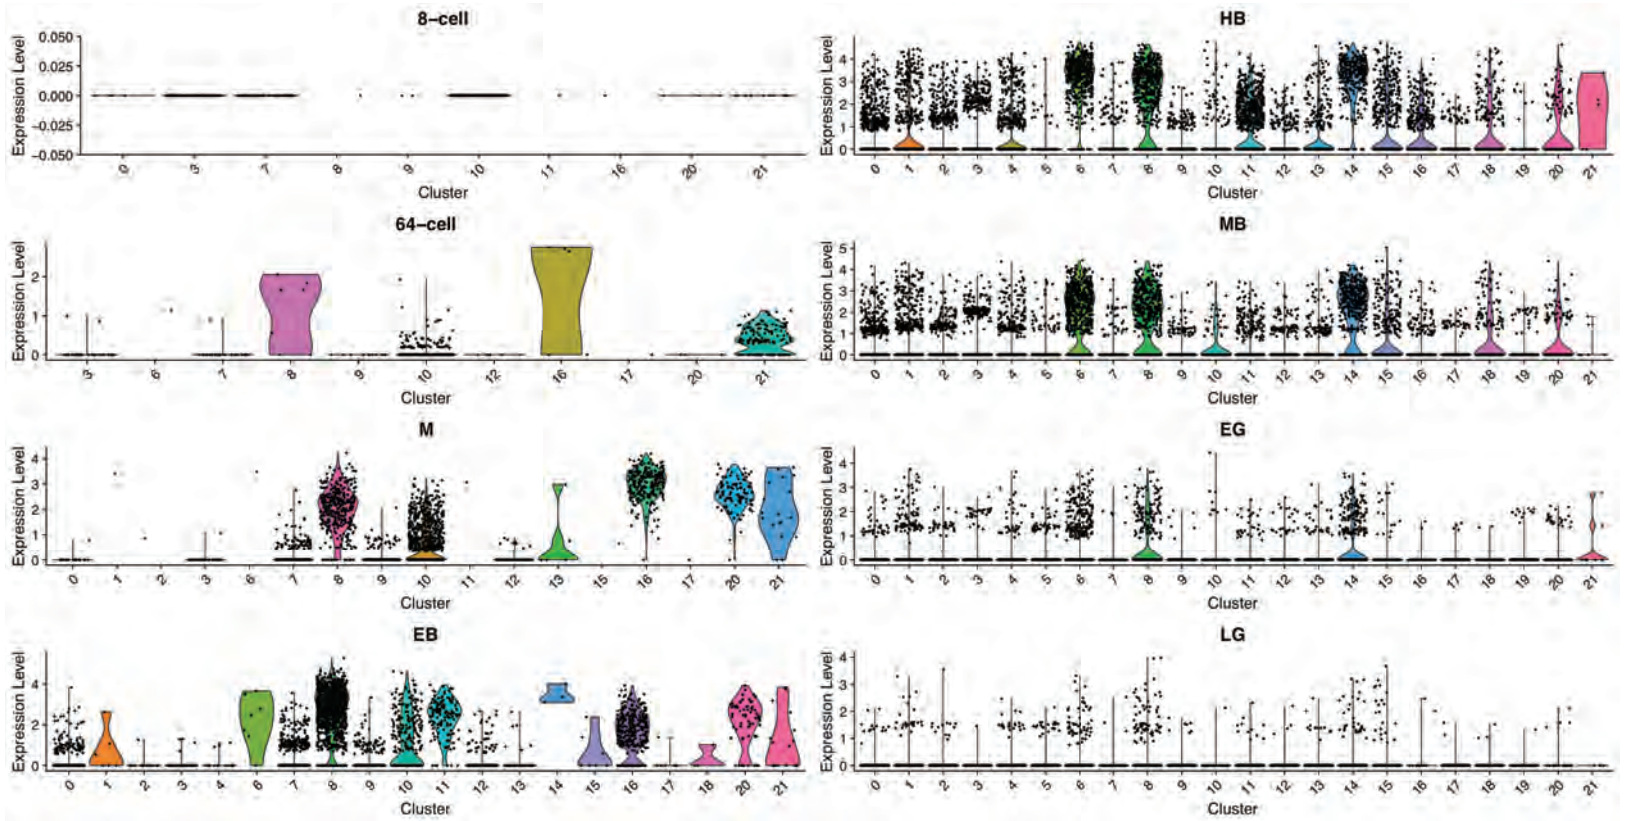 8−cell
Expression Level
0.050
0.025
0.000
−0.025
−0.050
0 3 7 8 9 10 11 16 20 21
Cluster
64−cell
Expression Level
2
1
0
3 6 7 8 9 10 12 16 17 20 21
Cluster
M
Expression Level
4
3
2
1
0
0 1 2 3 6 7 8 9 10 11 12 13 15 16 17 20 21
Cluster
EB
Expression Level
4
2
0
0 1 2 3 4 6 7 8 9 10 11 12 13 14 15 16 17 18 20 21
Cluster
HB
Expression Level
4
3
2
1
0
0 1 2 3 4 5 6 7 8 9 10 11 12 13 14 15 16 17 18 19 20 21
Cluster
MB
Expression Level
5
4
3
2
1
0
0 1 2 3 4 5 6 7 8 9 10 11 12 13 14 15 16 17 18 19 20 21
Cluster
EG
Expression Level
4
3
2
1
0
0 1 2 3 4 5 6 7 8 9 10 11 12 13 14 15 16 17 18 19 20 21
Cluster
LG
Expression Level
4
3
2
1
0
0 1 2 3 4 5 6 7 8 9 10 11 12 13 14 15 16 17 18 19 20 21
Cluster